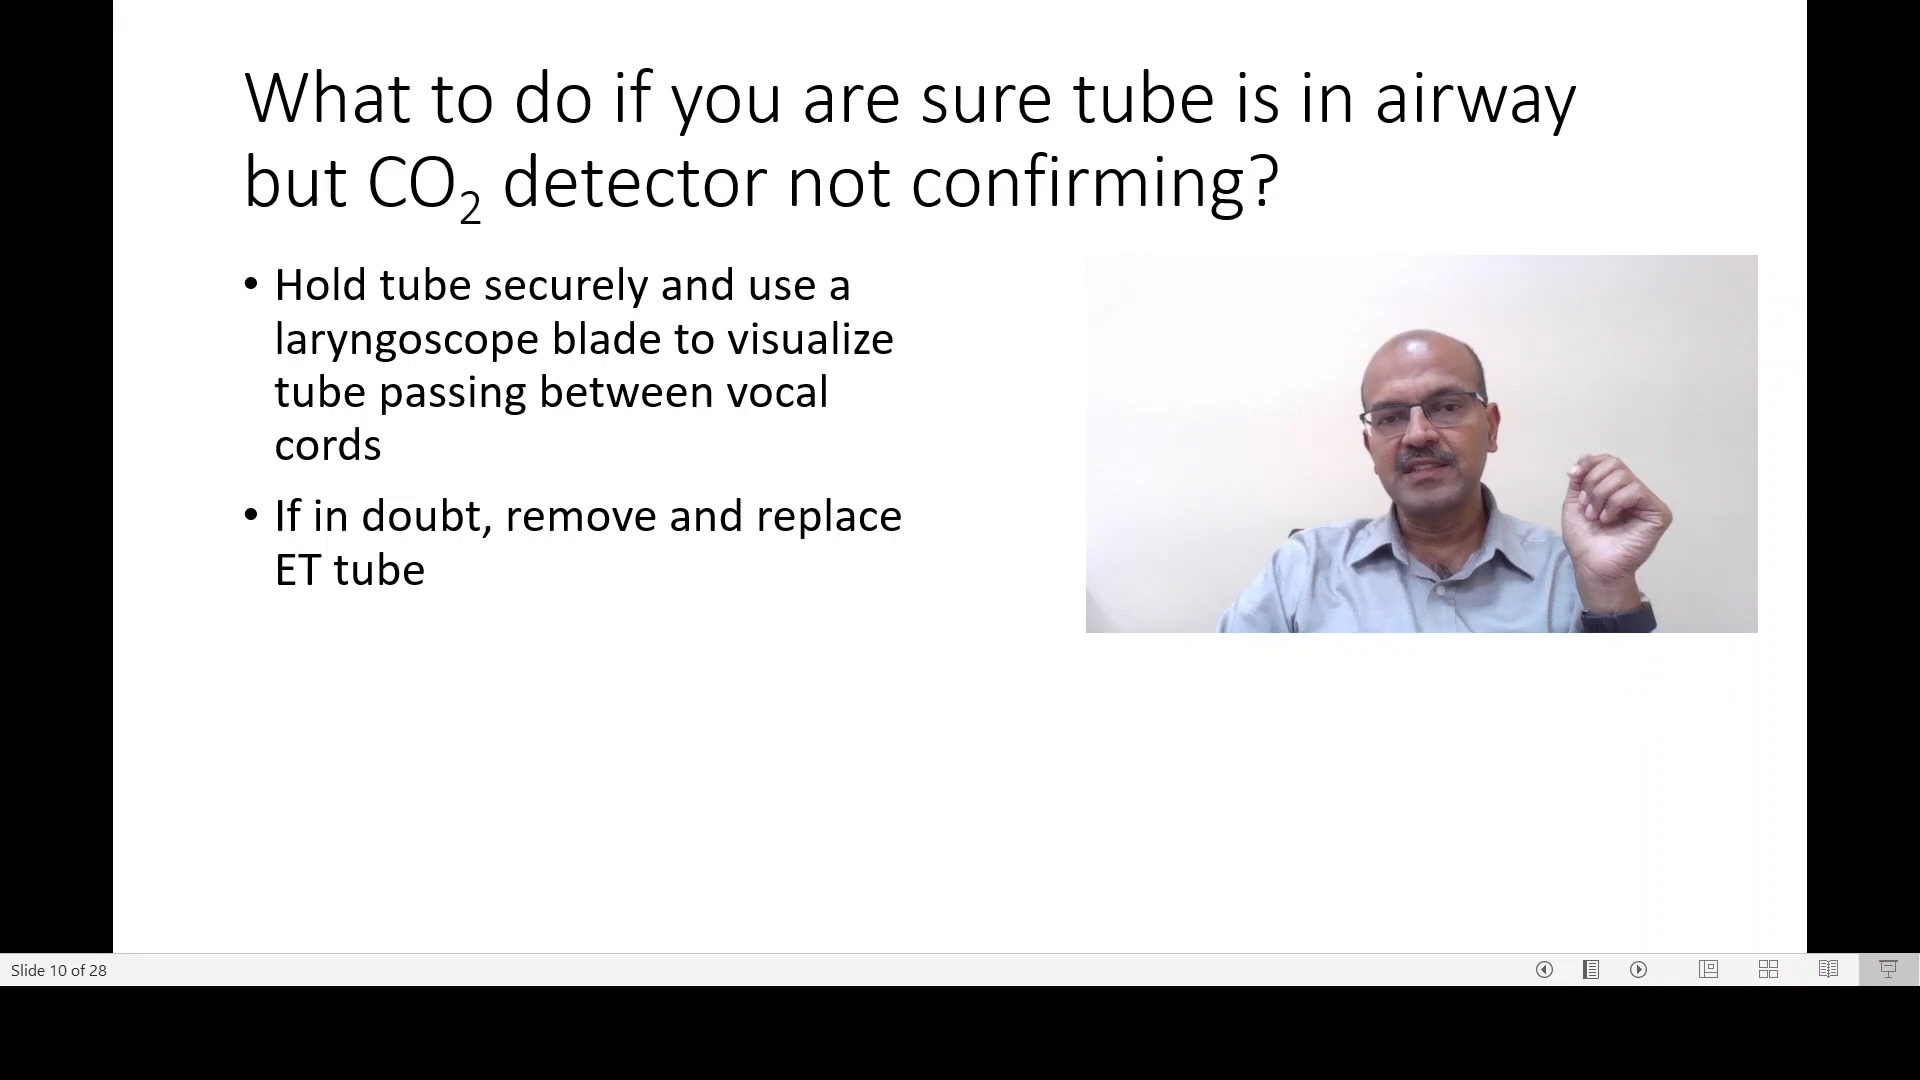 What to do if you are sure tube is in airway
but CO₂ detector not confirming?
• Hold tube securely and use a
laryngoscope blade to visualize
tube passing between vocal
cords
• If in doubt, remove and replace
ET tube
Slide 10 of 28